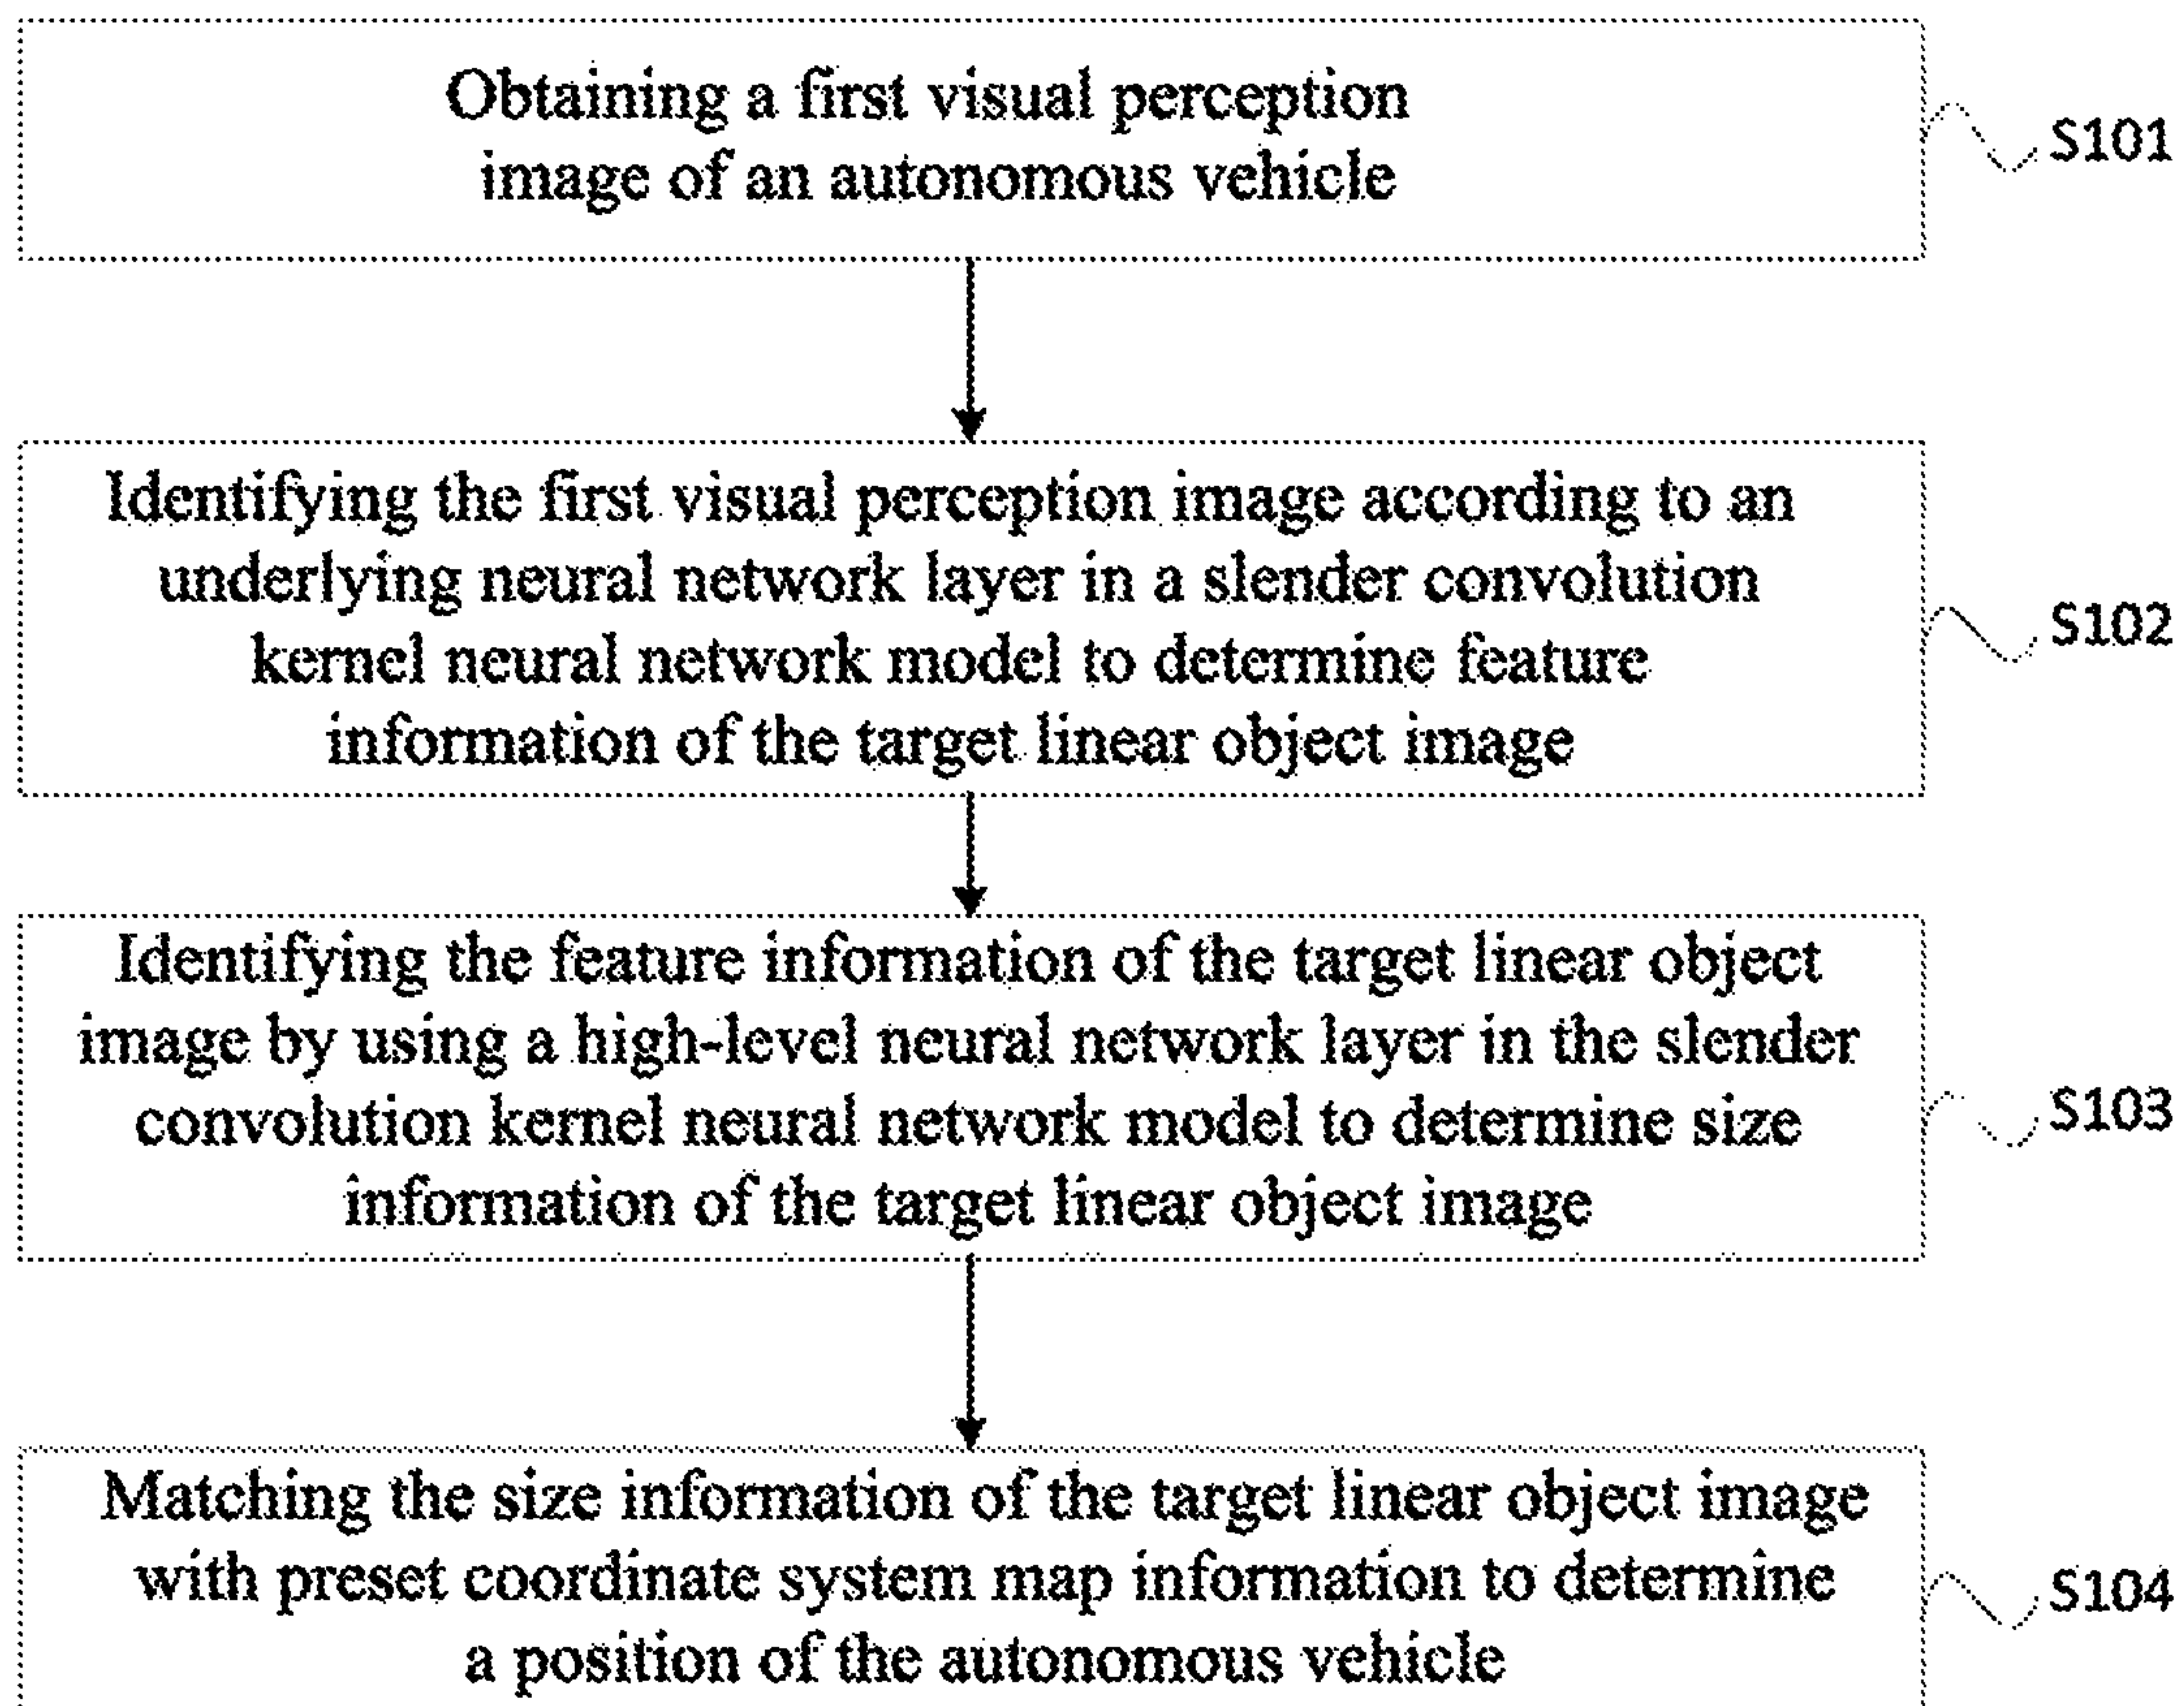 Obtaining a first visual perception
image of an autonomous vehicle
S101
Identifying the first visual perception image according to an
underlying neural network layer in a slender convolution
kernel neural network model to determine feature
information of the target linear object image
S102
Identifying the feature information of the target linear object
image by using a high-level neural network layer in the slender
convolution kernel neural network model to determine size
information of the target linear object image
S103
Matching the size information of the target linear object image
with preset coordinate system map information to determine
a position of the autonomous vehicle
S104